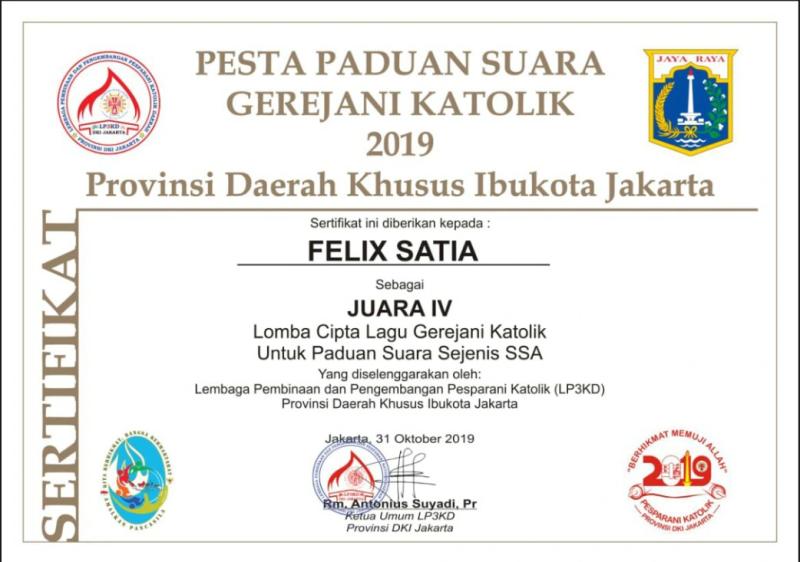 PESTA PADUAN SUARA
GEREJANI KATOLIK
2019
Provinsi Daerah Khusus Ibukota Jakarta
LEMBAGA PEMBINAAN DAN PENGEMBANGAN PESPARANI KATOLIK DAERAH
LP3KD
DKI JAKARTA
PROVINSI DKI JAKARTA
JAYA RAYA
SERTIFIKAT
Sertifikat ini diberikan kepada :
FELIX SATIA
Sebagai
JUARA IV
Lomba Cipta Lagu Gerejani Katolik
Untuk Paduan Suara Sejenis SSA
Yang diselenggarakan oleh:
Lembaga Pembinaan dan Pengembangan Pesparani Katolik (LP3KD)
Provinsi Daerah Khusus Ibukota Jakarta
Jakarta, 31 Oktober 2019
Rm. Antonius Suyadi, Pr
Ketua Umum LP3KD
Provinsi DKI Jakarta
AMALKAN PANCASILA
"BERHIKMAT MEMUJI ALLAH"
2019
PESPARANI KATOLIK
PROVINSI DKI JAKARTA